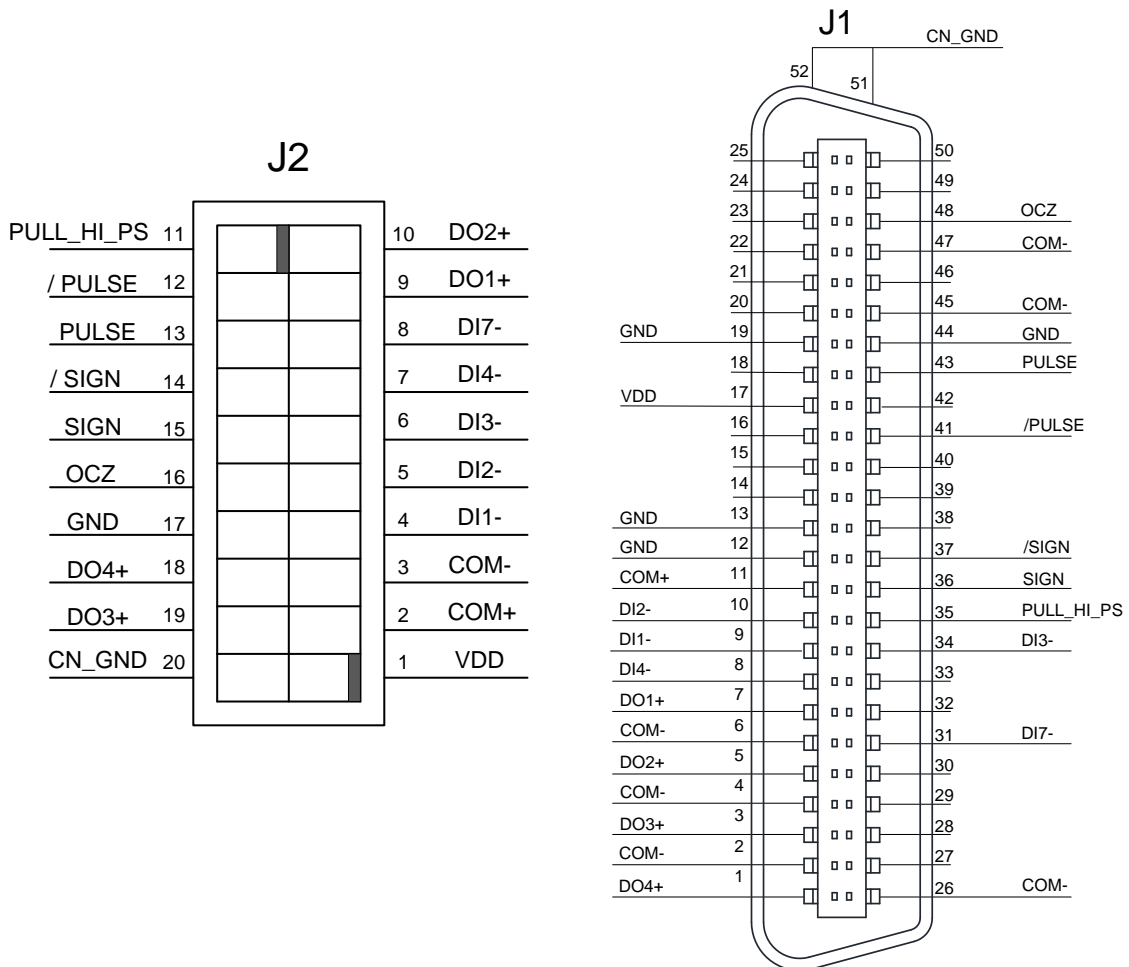 J2
PULL_HI_PS 11 10 DO2+
/ PULSE 12 9 DO1+
PULSE 13 8 DI7-
/ SIGN 14 7 DI4-
SIGN 15 6 DI3-
OCZ 16 5 DI2-
GND 17 4 DI1-
DO4+ 18 3 COM-
DO3+ 19 2 COM+
CN_GND 20 1 VDD
J1
CN_GND
52 51
25 50
24 49
23 48 OCZ
22 47 COM-
21 46
20 45 COM-
GND 19 44 GND
18 43 PULSE
VDD 17 42
16 41 /PULSE
15 40
14 39
GND 13 38
GND 12 37 /SIGN
COM+ 11 36 SIGN
DI2- 10 35 PULL_HI_PS
DI1- 9 34 DI3-
DI4- 8 33
DO1+ 7 32
COM- 6 31 DI7-
DO2+ 5 30
COM- 4 29
DO3+ 3 28
COM- 2 27
DO4+ 1 26 COM-